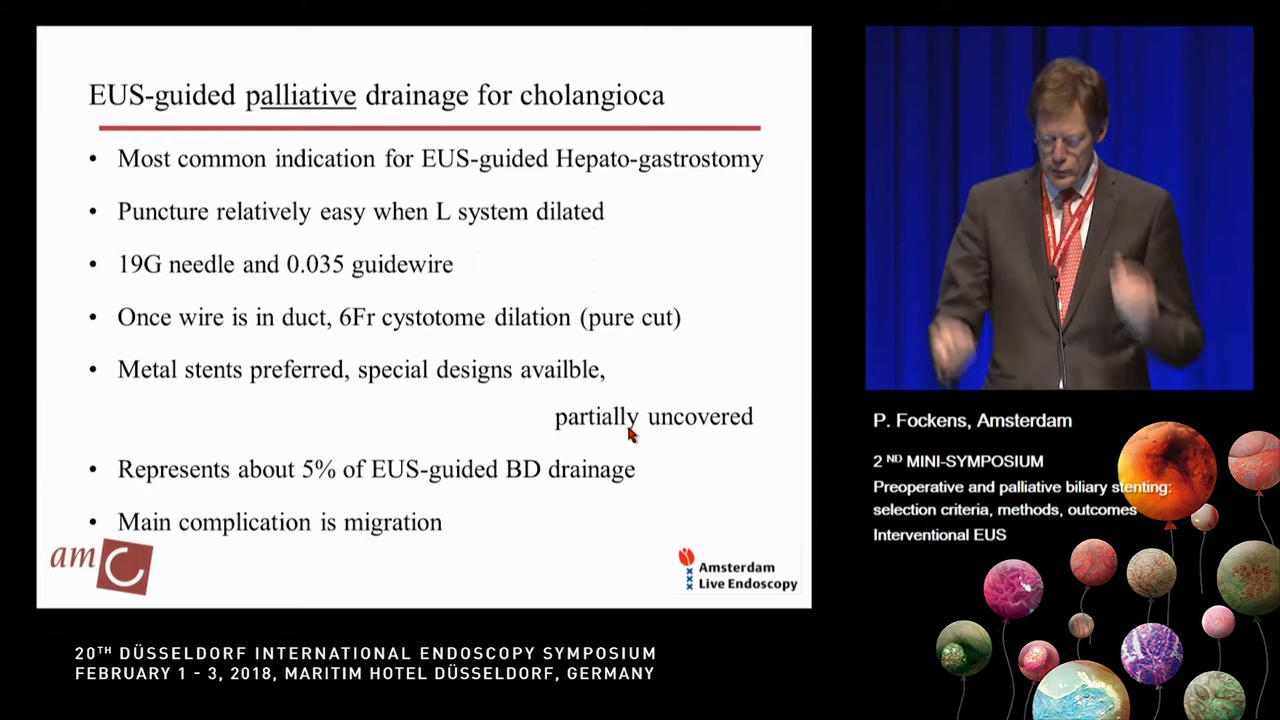 EUS-guided palliative drainage for cholangioca
• Most common indication for EUS-guided Hepato-gastrostomy
• Puncture relatively easy when L system dilated
• 19G needle and 0.035 guidewire
• Once wire is in duct, 6Fr cystotome dilation (pure cut)
• Metal stents preferred, special designs availble,
partially uncovered
• Represents about 5% of EUS-guided BD drainage
• Main complication is migration
amC
Amsterdam
Live Endoscopy
P. Fockens, Amsterdam
2 ND MINI-SYMPOSIUM
Preoperative and palliative biliary stenting:
selection criteria, methods, outcomes
Interventional EUS
20TH DÜSSELDORF INTERNATIONAL ENDOSCOPY SYMPOSIUM
FEBRUARY 1 - 3, 2018, MARITIM HOTEL DÜSSELDORF, GERMANY